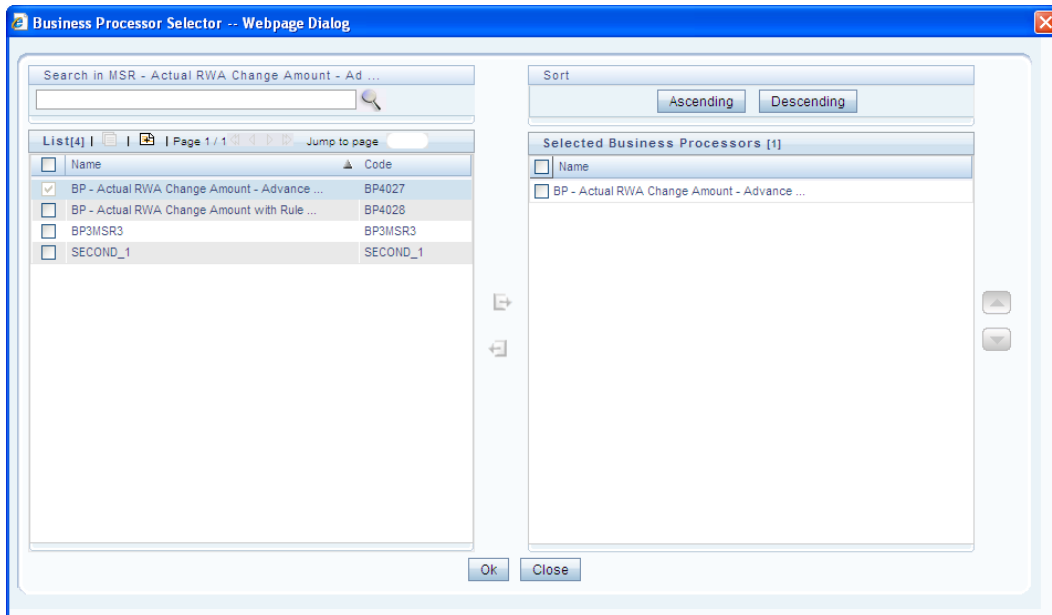 Business Processor Selector -- Webpage Dialog
Search in MSR - Actual RWA Change Amount - Ad ...
List[4] | | | Page 1 / 1 Jump to page
Name Code
BP - Actual RWA Change Amount - Advance ... BP4027
BP - Actual RWA Change Amount with Rule ... BP4028
BP3MSR3 BP3MSR3
SECOND_1 SECOND_1
Sort
Ascending Descending
Selected Business Processors [1]
Name
BP - Actual RWA Change Amount - Advance ...
Ok Close